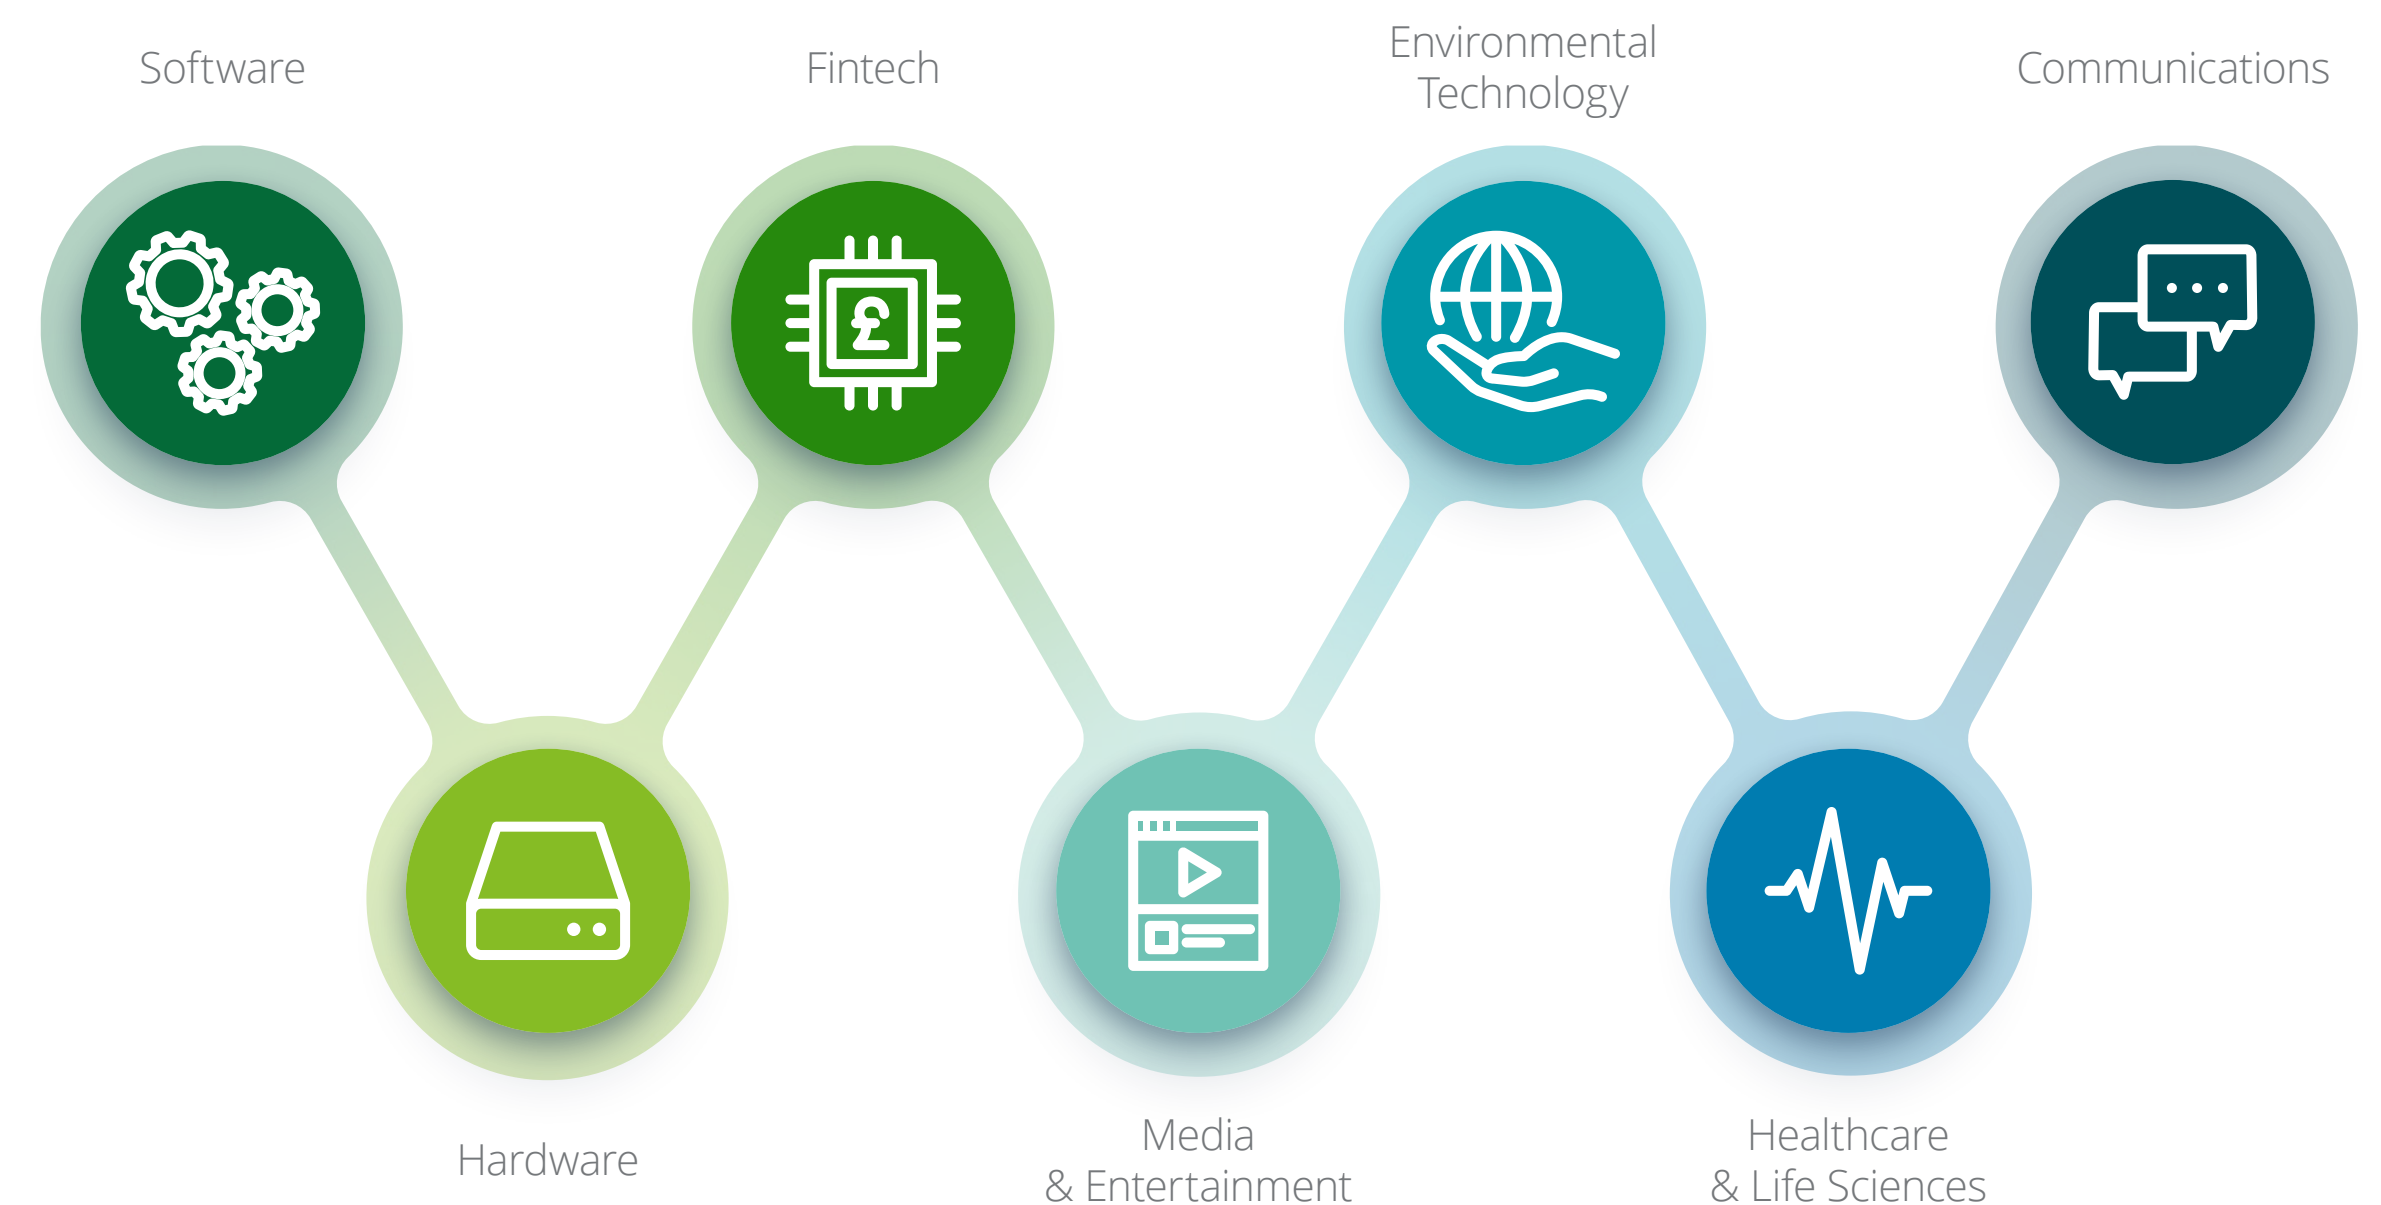 Software
Fintech
Environmental
Technology
Communications
£
Hardware
Media
& Entertainment
Healthcare
& Life Sciences